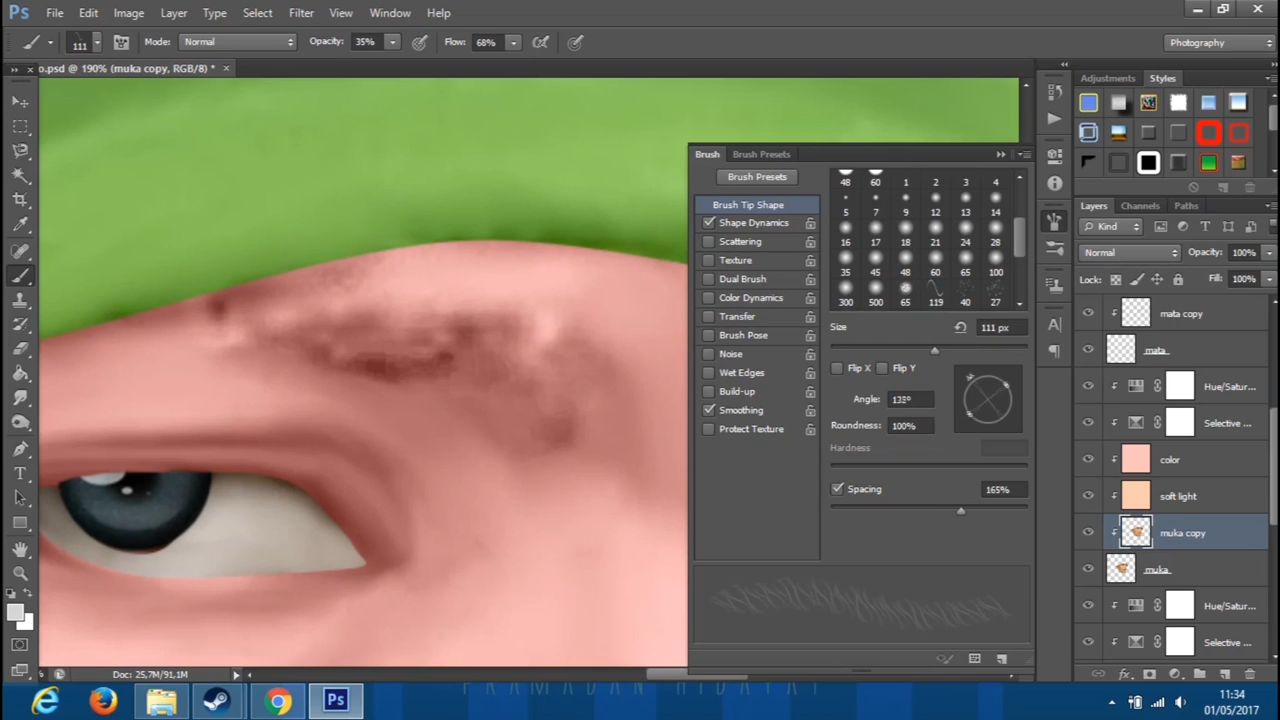 Ps File Edit Image Layer Type Select Filter 3D View Window Help
111 Mode: Normal Opacity: 35% Flow: 68% Photography
o.psd @ 190% (muka copy, RGB/8) * ×
Adjustments Styles
Brush Brush Presets
Brush Presets
48 60 1 2 3 4
Brush Tip Shape
5 7 9 12 13 14
Shape Dynamics
Scattering
16 17 18 21 24 28
Texture
35 45 48 60 65 100
Dual Brush
Color Dynamics
300 500 65 119 40 27
Transfer
Size 111 px
Brush Pose
Noise
Wet Edges
Flip X Flip Y
Build-up
Angle: 133°
Smoothing
Roundness: 100%
Protect Texture
Hardness
Spacing 165%
Layers Channels Paths
Kind
Normal Opacity: 100%
Lock: Fill: 100%
mata copy
mata
Hue/Satur...
Selective ...
color
soft light
muka copy
muka
Hue/Satur...
Selective ...
% Doc: 25,7M/91,1M
Ps
11:34
01/05/2017